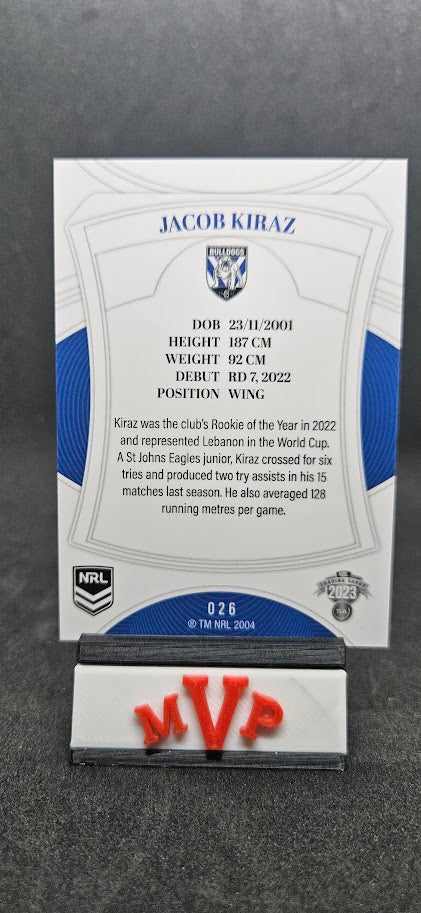 JACOB KIRAZ
BULLDOGS
DOB 23/11/2001
HEIGHT 187 CM
WEIGHT 92 CM
DEBUT RD 7, 2022
POSITION WING
Kiraz was the club's Rookie of the Year in 2022
and represented Lebanon in the World Cup.
A St Johns Eagles junior, Kiraz crossed for six
tries and produced two try assists in his 15
matches last season. He also averaged 128
running metres per game.
NRL
TRADING CARDS
2023
026
® TM NRL 2004
MVP